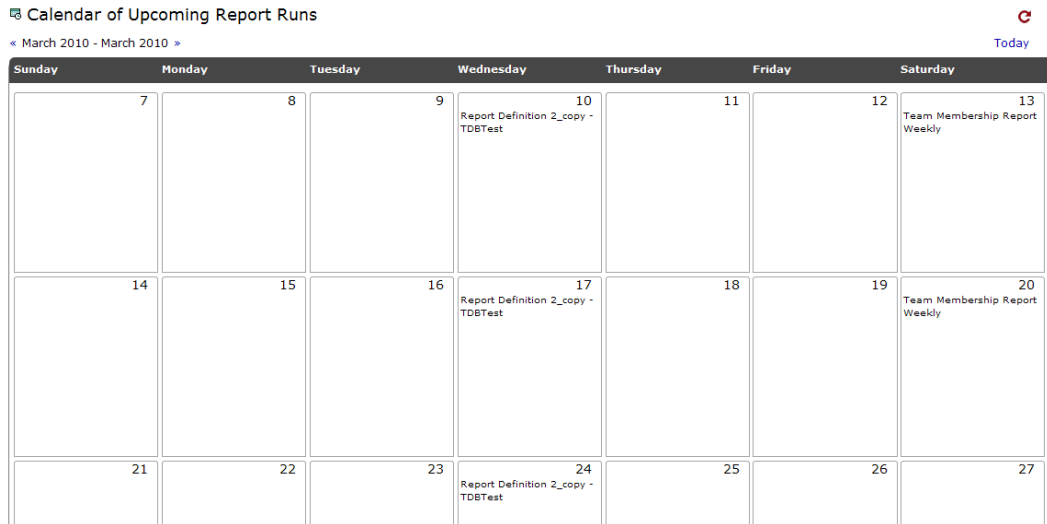 Calendar of Upcoming Report Runs
« March 2010 - March 2010 »
Today
Sunday Monday Tuesday Wednesday Thursday Friday Saturday
7 8 9 10 11 12 13
Report Definition 2_copy - Team Membership Report
TDBTest Weekly
14 15 16 17 18 19 20
Report Definition 2_copy - Team Membership Report
TDBTest Weekly
21 22 23 24 25 26 27
Report Definition 2_copy -
TDBTest